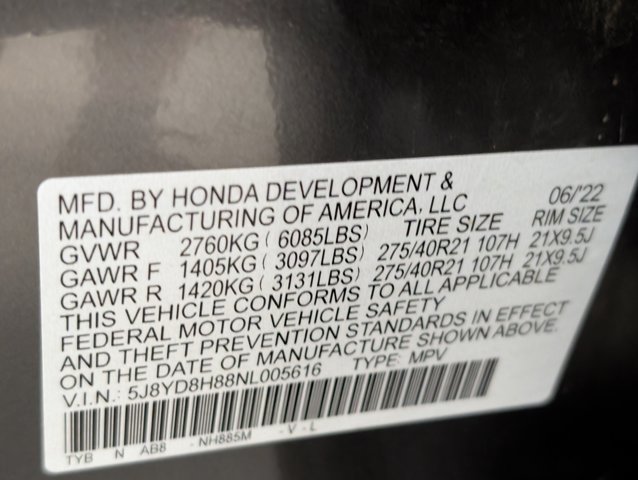 MFD. BY HONDA DEVELOPMENT & 06/'22
MANUFACTURING OF AMERICA, LLC TIRE SIZE RIM SIZE
GVWR 2760KG ( 6085LBS)
GAWR F 1405KG ( 3097LBS) 275/40R21 107H 21X9.5J
GAWR R 1420KG ( 3131LBS) 275/40R21 107H 21X9.5J
THIS VEHICLE CONFORMS TO ALL APPLICABLE
FEDERAL MOTOR VEHICLE SAFETY
AND THEFT PREVENTION STANDARDS IN EFFECT
ON THE DATE OF MANUFACTURE SHOWN ABOVE.
V.I.N.: 5J8YD8H88NL005616 TYPE: MPV
TYB N AB8 - NH885M - V - L